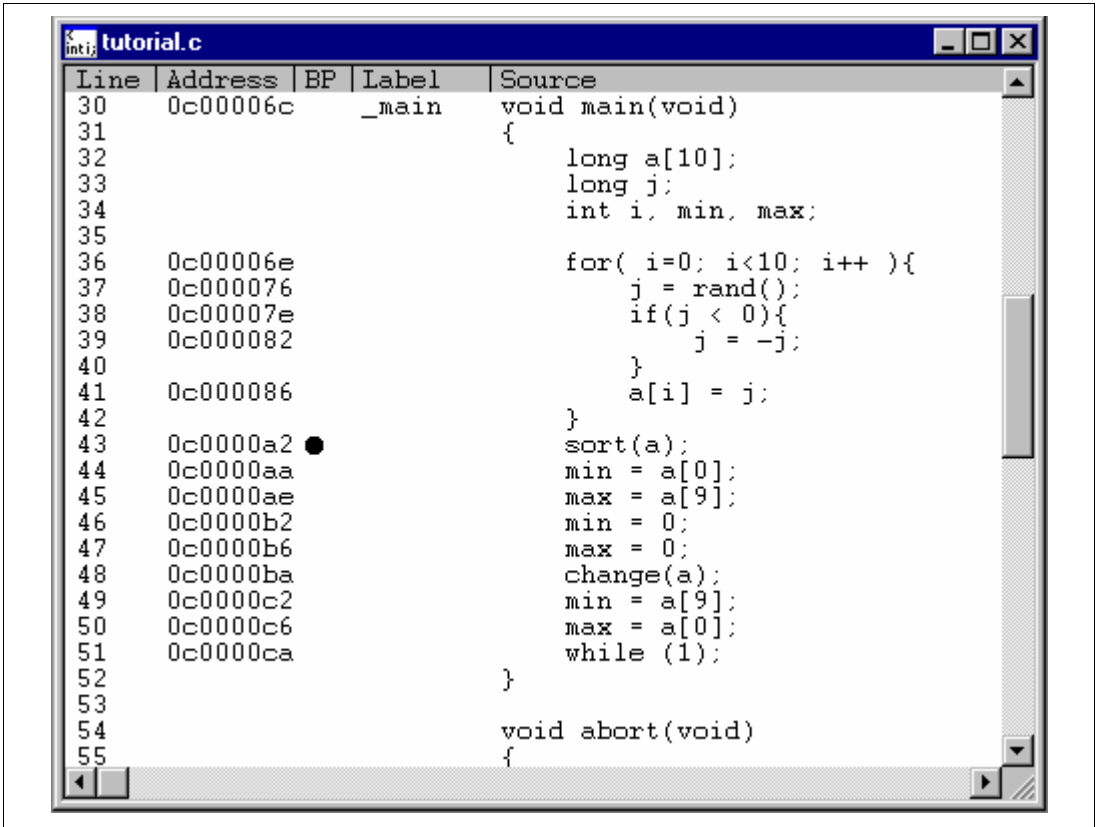 tutorial.c
Line Address BP Label Source
30 0c00006c _main void main(void)
31 {
32 long a[10];
33 long j;
34 int i, min, max;
35
36 0c00006e for( i=0; i<10; i++ ){
37 0c000076 j = rand();
38 0c00007e if(j < 0){
39 0c000082 j = -j;
40 }
41 0c000086 a[i] = j;
42 }
43 0c0000a2 ● sort(a);
44 0c0000aa min = a[0];
45 0c0000ae max = a[9];
46 0c0000b2 min = 0;
47 0c0000b6 max = 0;
48 0c0000ba change(a);
49 0c0000c2 min = a[9];
50 0c0000c6 max = a[0];
51 0c0000ca while (1);
52 }
53
54 void abort(void)
55 {